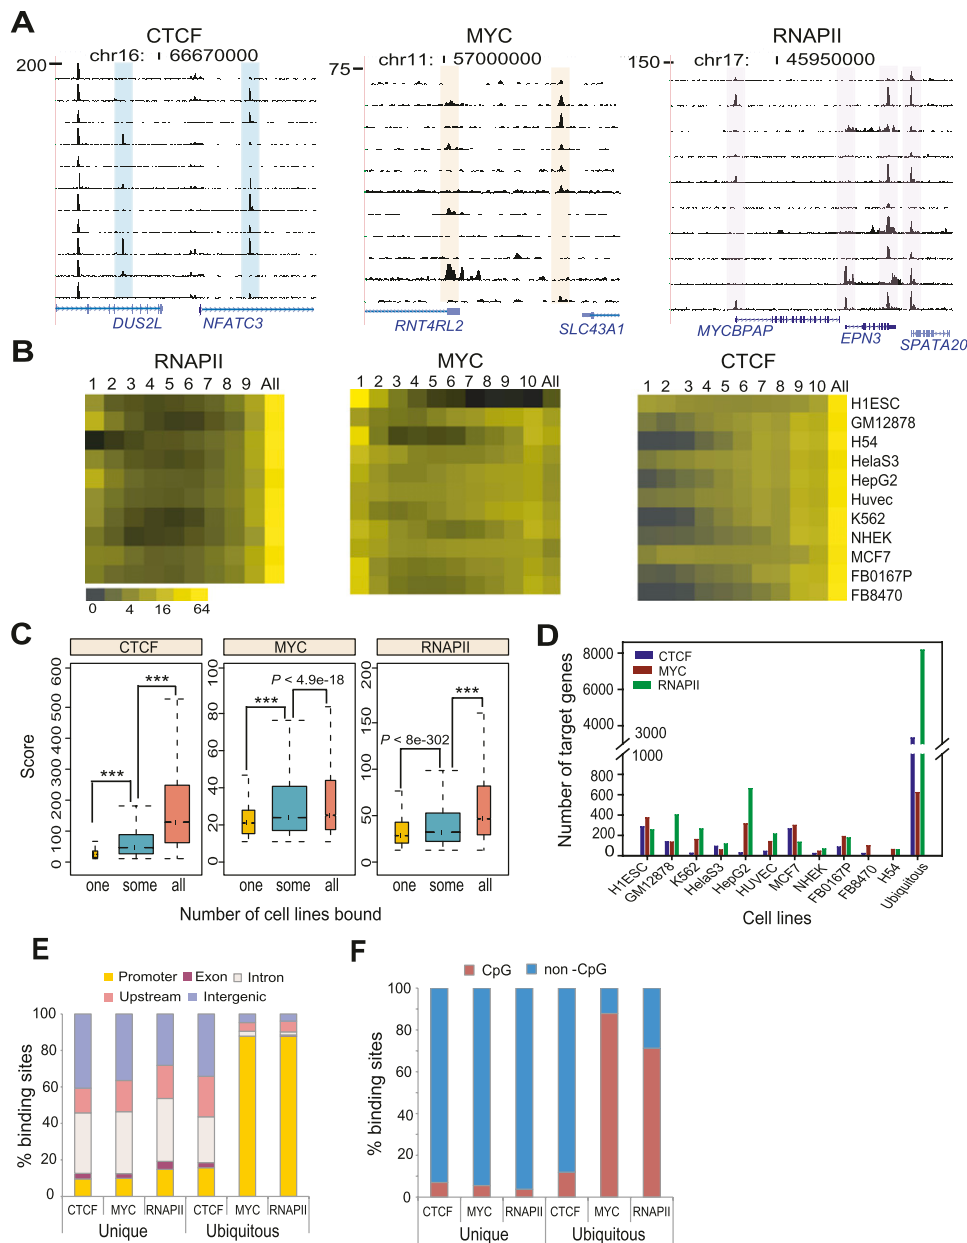 A
CTCF
MYC
RNAPII
chr16: 66670000
chr11: 57000000
chr17: 45950000
200
75
150
DUS2L NFATC3
RNT4RL2 SLC43A1
MYCBPAP EPN3 SPATA20
B
RNAPII
MYC
CTCF
1 2 3 4 5 6 7 8 9 All
1 2 3 4 5 6 7 8 9 10 All
1 2 3 4 5 6 7 8 9 10 All
H1ESC
GM12878
H54
HelaS3
HepG2
Huvec
K562
NHEK
MCF7
FB0167P
FB8470
0 4 16 64
C
CTCF
MYC
RNAPII
Score
0 100 200 300 400 500 600
0 20 40 60 80 100
0 50 100 150 200
***
***
***
P < 4.9e-18
P < 8e-302
***
one some all
one some all
one some all
Number of cell lines bound
D
CTCF
MYC
RNAPII
Number of target genes
8000
6000
4000
3000
1000
800
600
400
200
H1ESC
GM12878
K562
HelaS3
HepG2
HUVEC
MCF7
NHEK
FB0167P
FB8470
H54
Ubiquitous
Cell lines
E
Promoter Exon Intron
Upstream Intergenic
% binding sites
100
80
60
40
20
0
CTCF MYC RNAPII CTCF MYC RNAPII
Unique Ubiquitous
F
CpG non -CpG
% binding sites
100
80
60
40
20
0
CTCF MYC RNAPII CTCF MYC RNAPII
Unique Ubiquitous